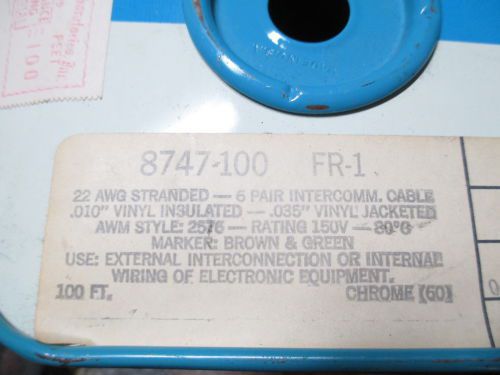 8747-100 FR-1
22 AWG STRANDED — 6 PAIR INTERCOMM. CABLE
.010" VINYL INSULATED — .035" VINYL JACKETED
AWM STYLE: 2576 — RATING 150V — 80°C
MARKER: BROWN & GREEN
USE: EXTERNAL INTERCONNECTION OR INTERNAL
WIRING OF ELECTRONIC EQUIPMENT.
100 FT. CHROME (60)